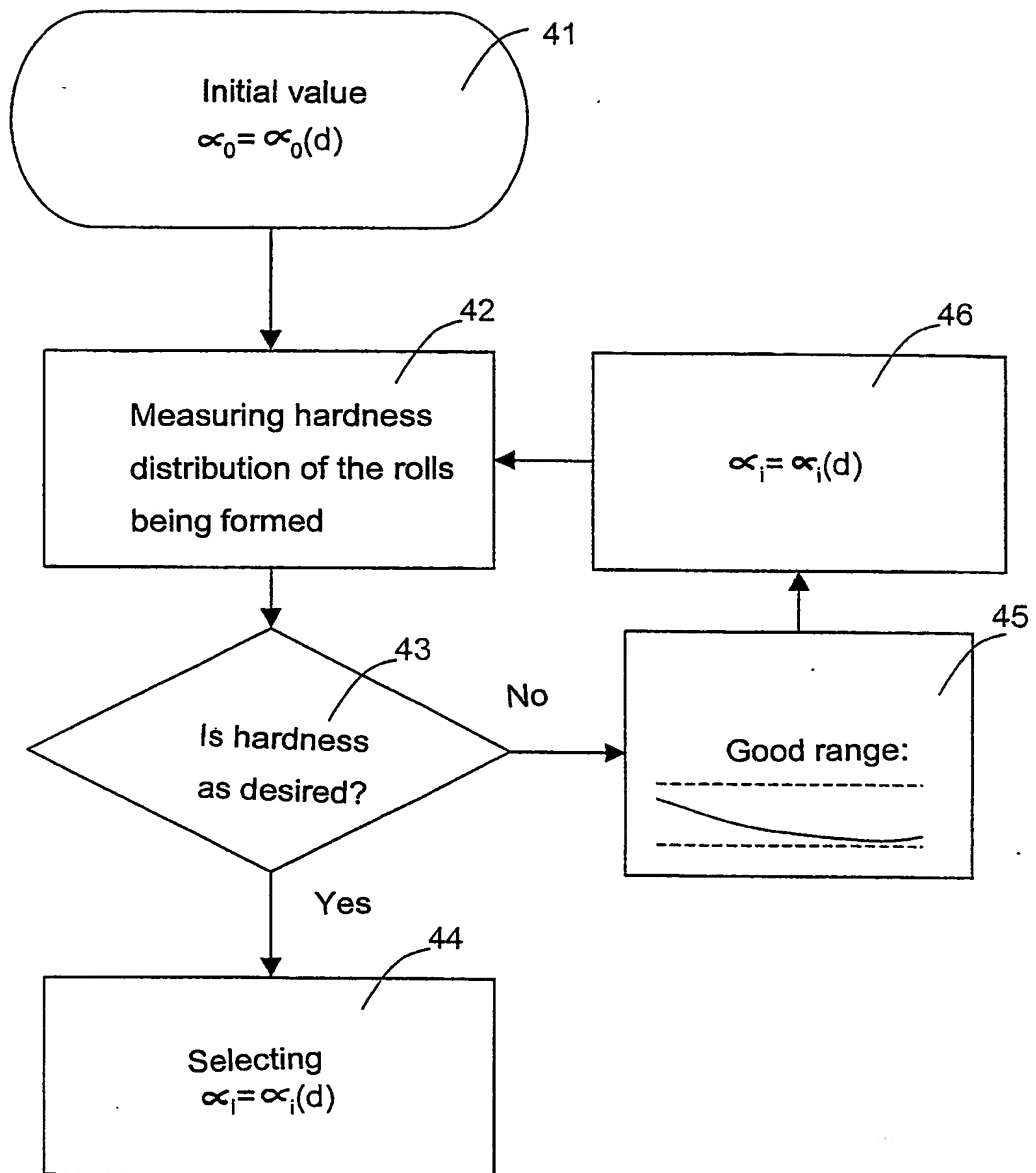 41
Initial value
∝₀= ∝₀(d)
42
Measuring hardness
distribution of the rolls
being formed
46
∝ᵢ= ∝ᵢ(d)
43
Is hardness
as desired?
No
45
Good range:
Yes
44
Selecting
∝ᵢ= ∝ᵢ(d)